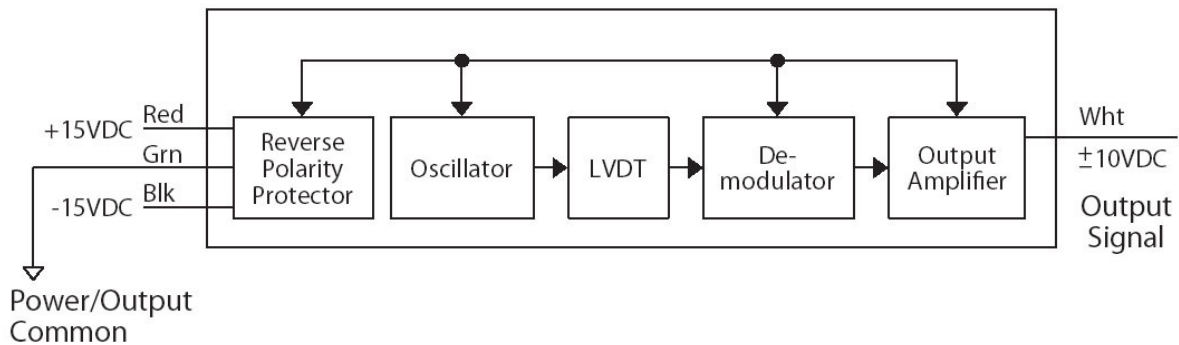 Red
+15VDC
Grn
Blk
-15VDC
Power/Output
Common
Reverse
Polarity
Protector
Oscillator
LVDT
De-
modulator
Output
Amplifier
Wht
±10VDC
Output
Signal